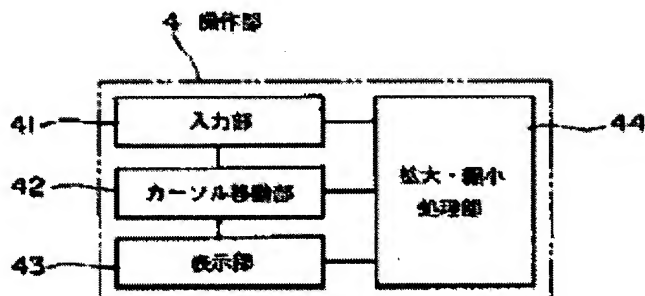 4 操作部
41
入力部
44
42
カーソル移動部
拡大・縮小
処理部
43
表示部